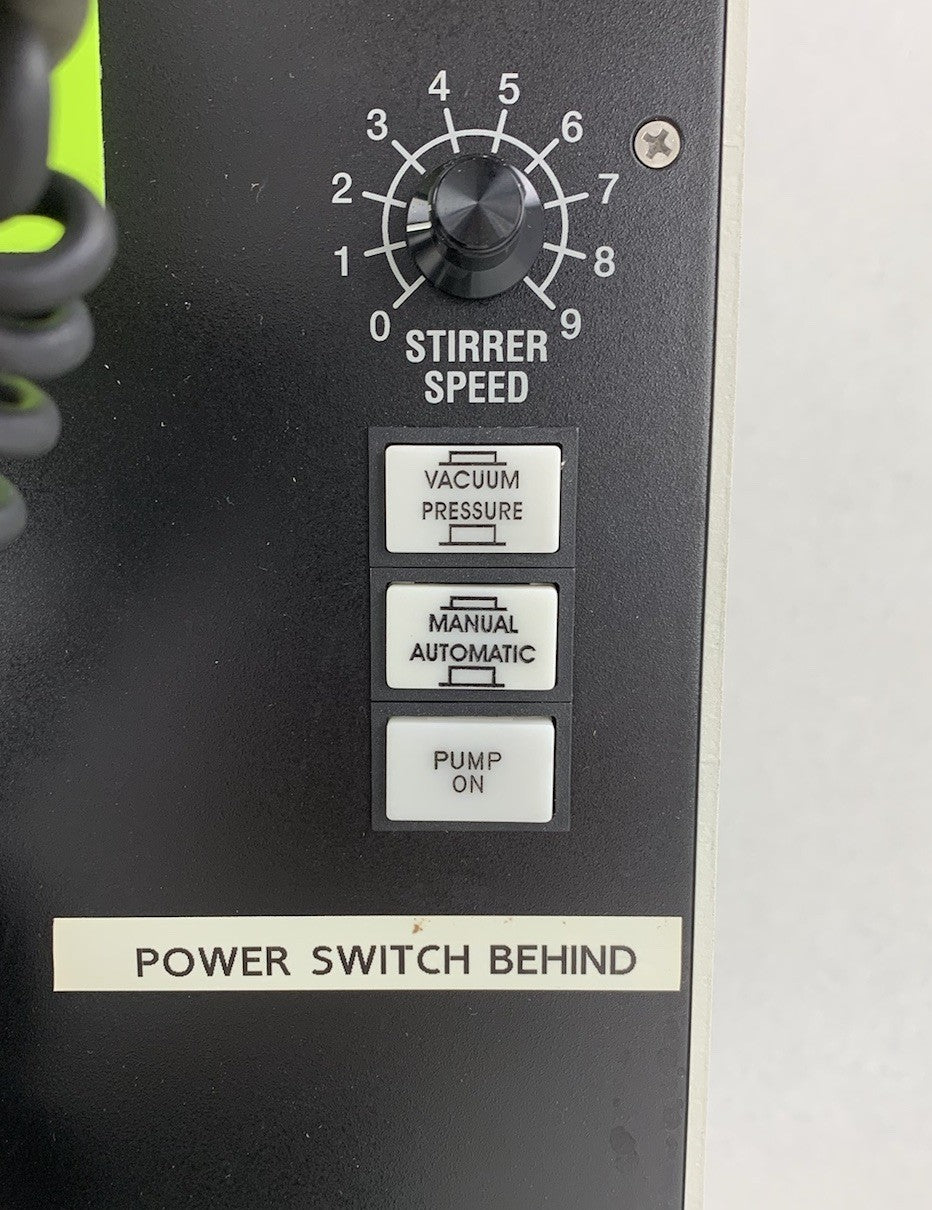 4 5
3 6
2 7
1 8
0 9
STIRRER
SPEED
VACUUM
PRESSURE
MANUAL
AUTOMATIC
PUMP
ON
POWER SWITCH BEHIND